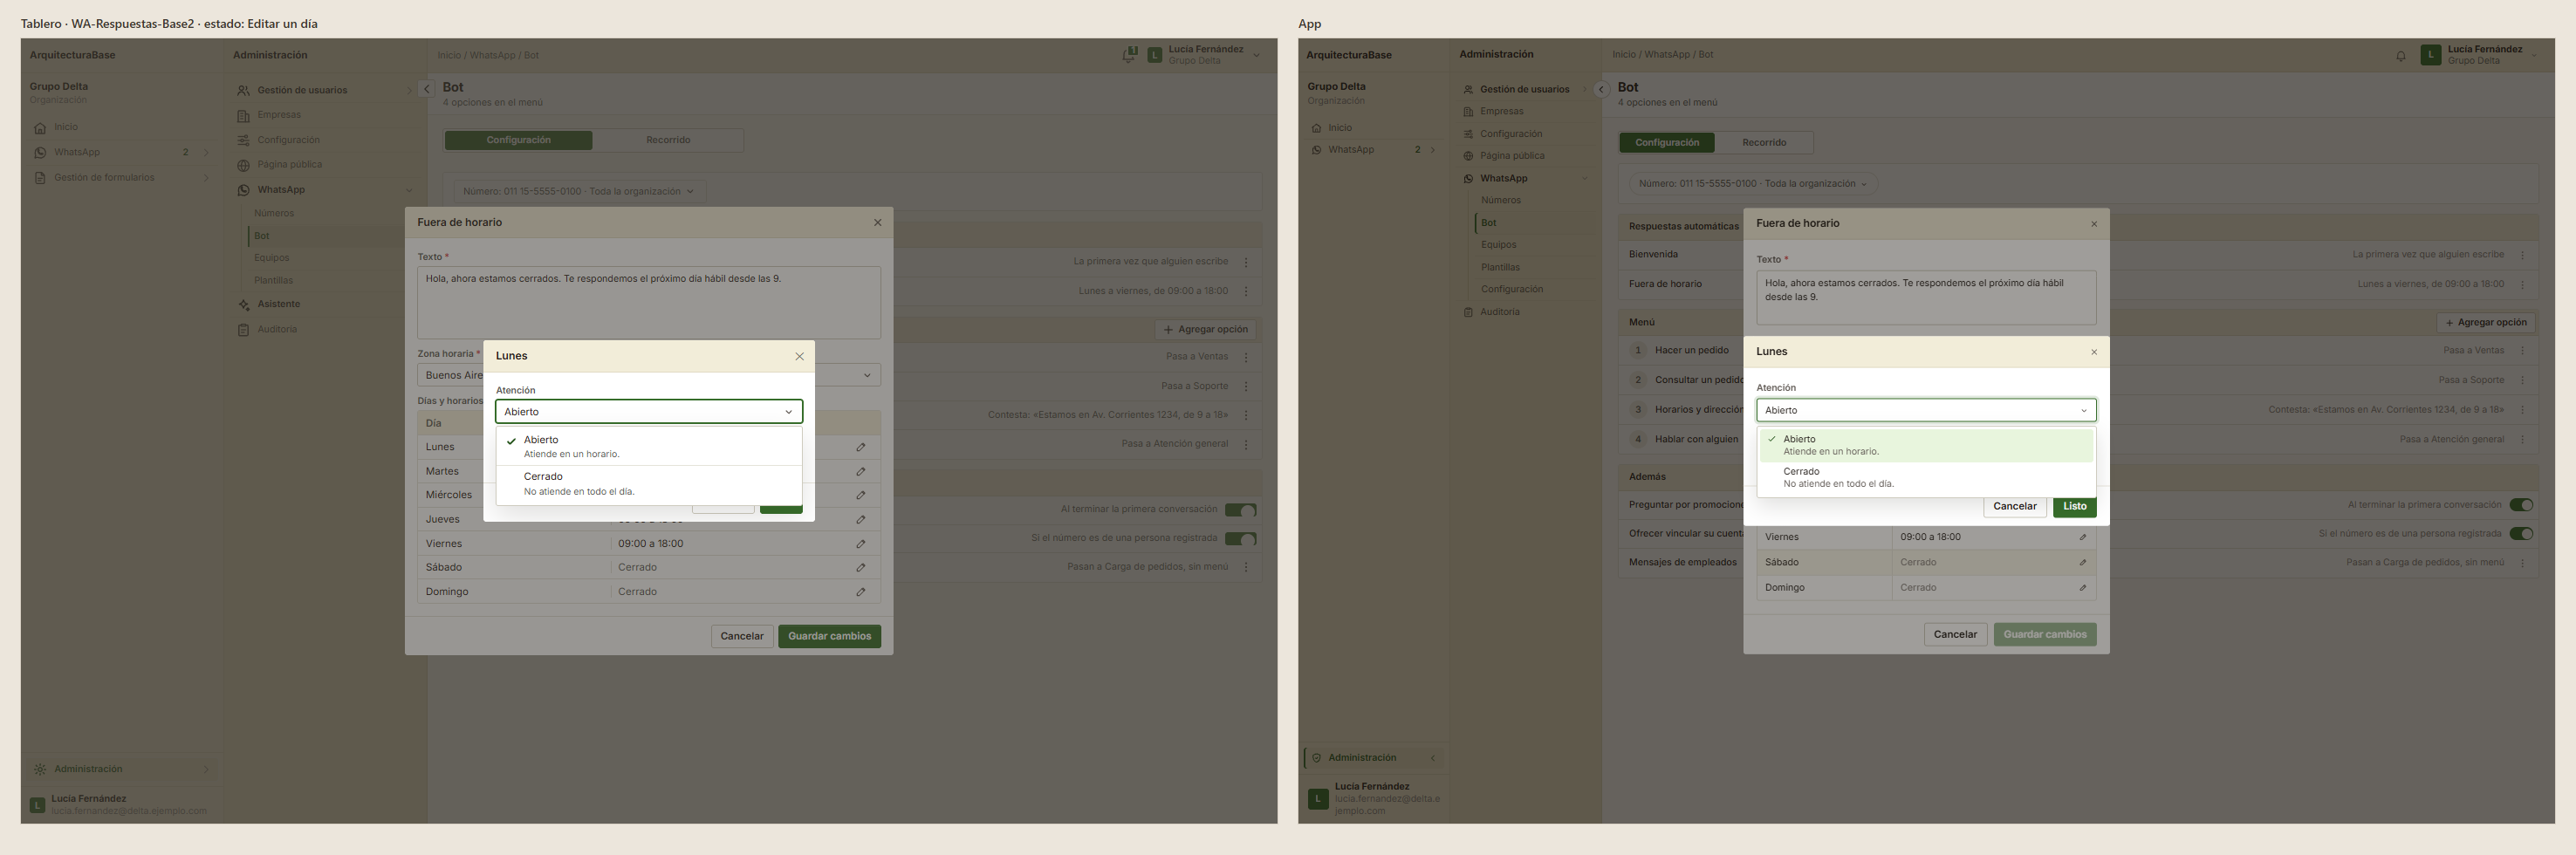 Tablero · WA-Respuestas-Base2 · estado: Editar un día
ArquitecturaBase
Grupo Delta
Organización
Inicio
WhatsApp 2
Gestión de formularios
Administración
Lucía Fernández
lucia.fernandez@delta.ejemplo.com
Administración
Gestión de usuarios
Empresas
Configuración
Página pública
WhatsApp
Números
Bot
Equipos
Plantillas
Asistente
Auditoría
Inicio / WhatsApp / Bot
1
L
Lucía Fernández
Grupo Delta
Bot
4 opciones en el menú
Configuración
Recorrido
Número: 011 15-5555-0100 · Toda la organización
La primera vez que alguien escribe
Lunes a viernes, de 09:00 a 18:00
Agregar opción
Pasa a Ventas
Pasa a Soporte
Contesta: «Estamos en Av. Corrientes 1234, de 9 a 18»
Pasa a Atención general
Al terminar la primera conversación
Si el número es de una persona registrada
Pasan a Carga de pedidos, sin menú
Fuera de horario
Texto *
Hola, ahora estamos cerrados. Te respondemos el próximo día hábil desde las 9.
Zona horaria *
Buenos Aire
Días y horarios
Día
Lunes
Martes
Miércoles
Jueves
Viernes 09:00 a 18:00
Sábado Cerrado
Domingo Cerrado
Cancelar
Guardar cambios
Lunes
Atención
Abierto
Abierto
Atiende en un horario.
Cerrado
No atiende en todo el día.
App
ArquitecturaBase
Grupo Delta
Organización
Inicio
WhatsApp 2
Administración
L
Lucía Fernández
lucia.fernandez@delta.e
jemplo.com
Administración
Gestión de usuarios
Empresas
Configuración
Página pública
WhatsApp
Números
Bot
Equipos
Plantillas
Configuración
Auditoría
Inicio / WhatsApp / Bot
L
Lucía Fernández
Grupo Delta
Bot
4 opciones en el menú
Configuración
Recorrido
Número: 011 15-5555-0100 · Toda la organización
Respuestas automáticas
Bienvenida
La primera vez que alguien escribe
Fuera de horario
Lunes a viernes, de 09:00 a 18:00
Menú
Agregar opción
1 Hacer un pedido
Pasa a Ventas
2 Consultar un pedido
Pasa a Soporte
3 Horarios y dirección
Contesta: «Estamos en Av. Corrientes 1234, de 9 a 18»
4 Hablar con alguien
Pasa a Atención general
Además
Preguntar por promocione
Al terminar la primera conversación
Ofrecer vincular su cuenta
Si el número es de una persona registrada
Mensajes de empleados
Pasan a Carga de pedidos, sin menú
Fuera de horario
Texto *
Hola, ahora estamos cerrados. Te respondemos el próximo día hábil
desde las 9.
Lunes
Atención
Abierto
Abierto
Atiende en un horario.
Cerrado
No atiende en todo el día.
Cancelar
Listo
Viernes 09:00 a 18:00
Sábado Cerrado
Domingo Cerrado
Cancelar
Guardar cambios